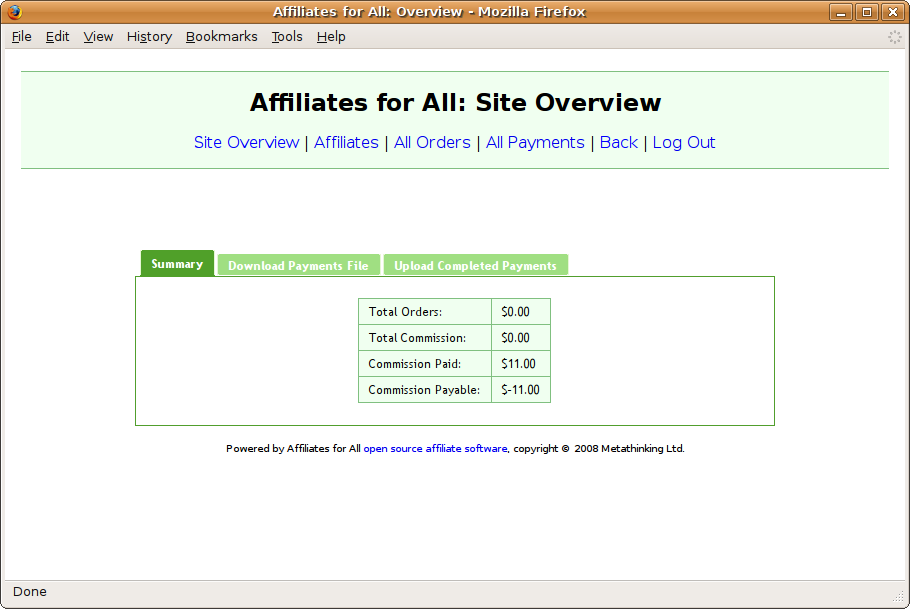 Affiliates for All: Overview - Mozilla Firefox
File Edit View History Bookmarks Tools Help
Affiliates for All: Site Overview
Site Overview | Affiliates | All Orders | All Payments | Back | Log Out
Summary Download Payments File Upload Completed Payments
Total Orders: $0.00
Total Commission: $0.00
Commission Paid: $11.00
Commission Payable: $-11.00
Powered by Affiliates for All open source affiliate software, copyright © 2008 Metathinking Ltd.
Done